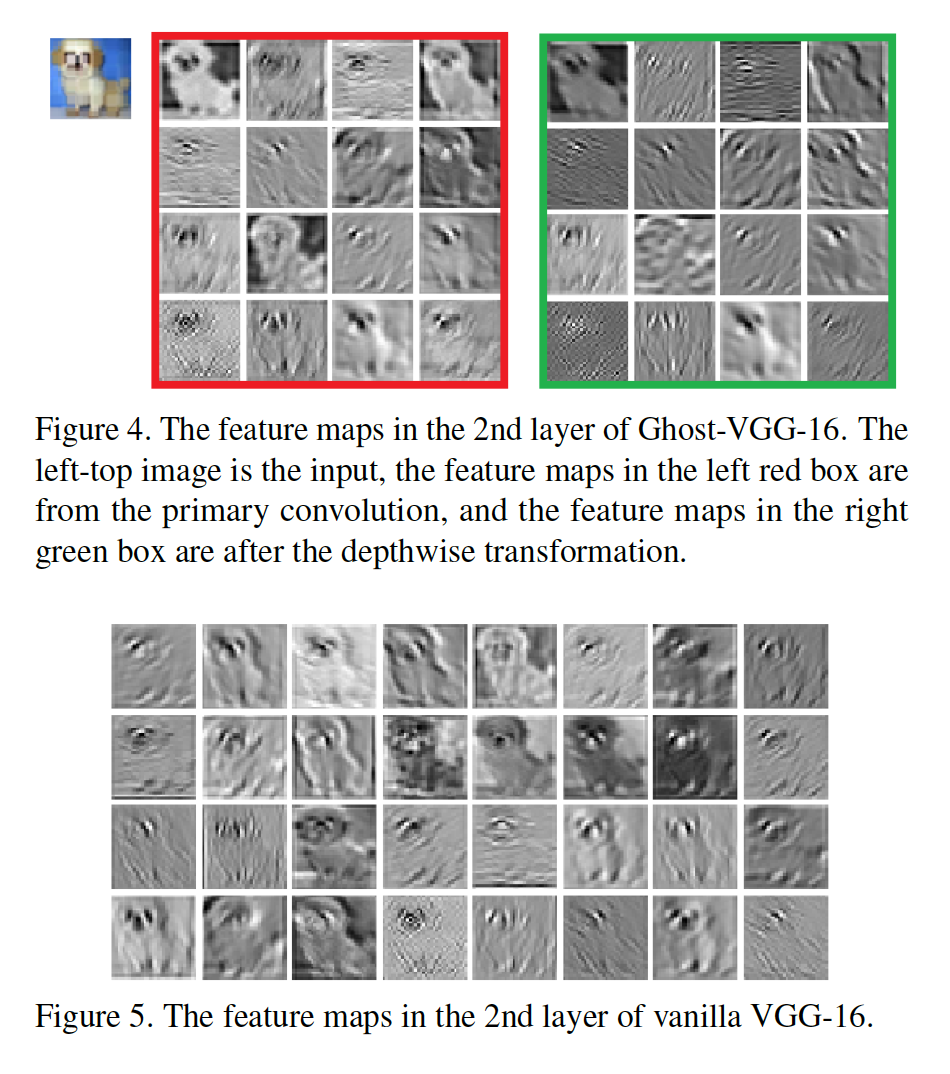 Figure 4. The feature maps in the 2nd layer of Ghost-VGG-16. The
left-top image is the input, the feature maps in the left red box are
from the primary convolution, and the feature maps in the right
green box are after the depthwise transformation.
Figure 5. The feature maps in the 2nd layer of vanilla VGG-16.